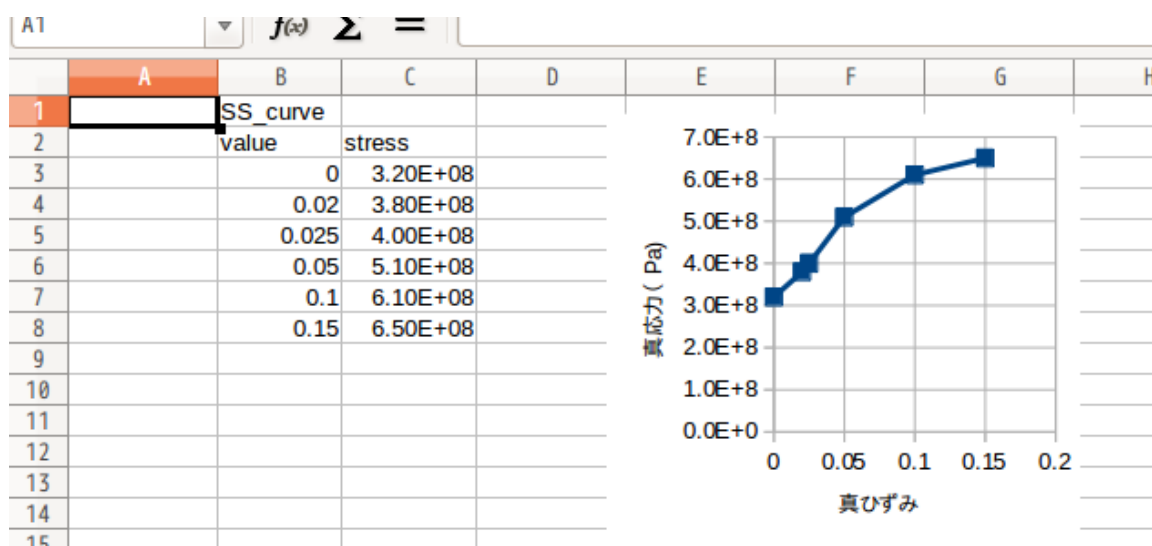 A1 f(x) Σ =
A B C D E F G H
1 SS_curve
2 value stress
3 0 3.20E+08
4 0.02 3.80E+08
5 0.025 4.00E+08
6 0.05 5.10E+08
7 0.1 6.10E+08
8 0.15 6.50E+08
9
10
11
12
13
14
15
7.0E+8
6.0E+8
5.0E+8
4.0E+8
3.0E+8
2.0E+8
1.0E+8
0.0E+0
真応力( Pa)
0 0.05 0.1 0.15 0.2
真ひずみ